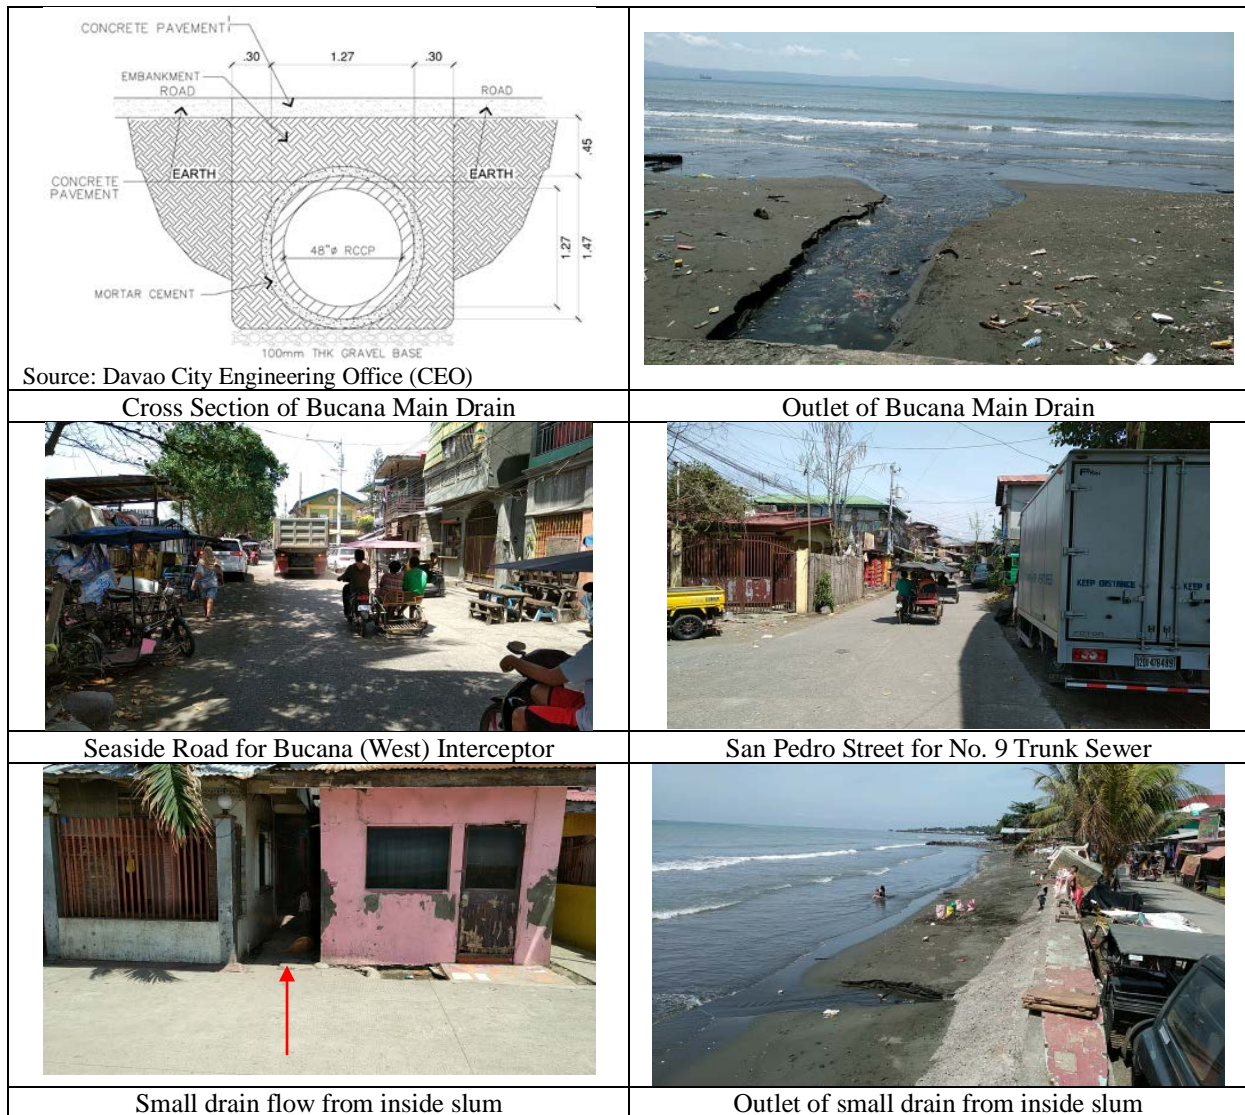 CONCRETE PAVEMENT
.30
1.27
.30
EMBANKMENT
ROAD
ROAD
.45
EARTH
EARTH
CONCRETE
PAVEMENT
48"ø RCCP
1.27
1.47
MORTAR CEMENT
100mm THK GRAVEL BASE
Source: Davao City Engineering Office (CEO)
Cross Section of Bucana Main Drain
Outlet of Bucana Main Drain
KEEP DISTANCE
KEEP
Seaside Road for Bucana (West) Interceptor
San Pedro Street for No. 9 Trunk Sewer
Small drain flow from inside slum
Outlet of small drain from inside slum